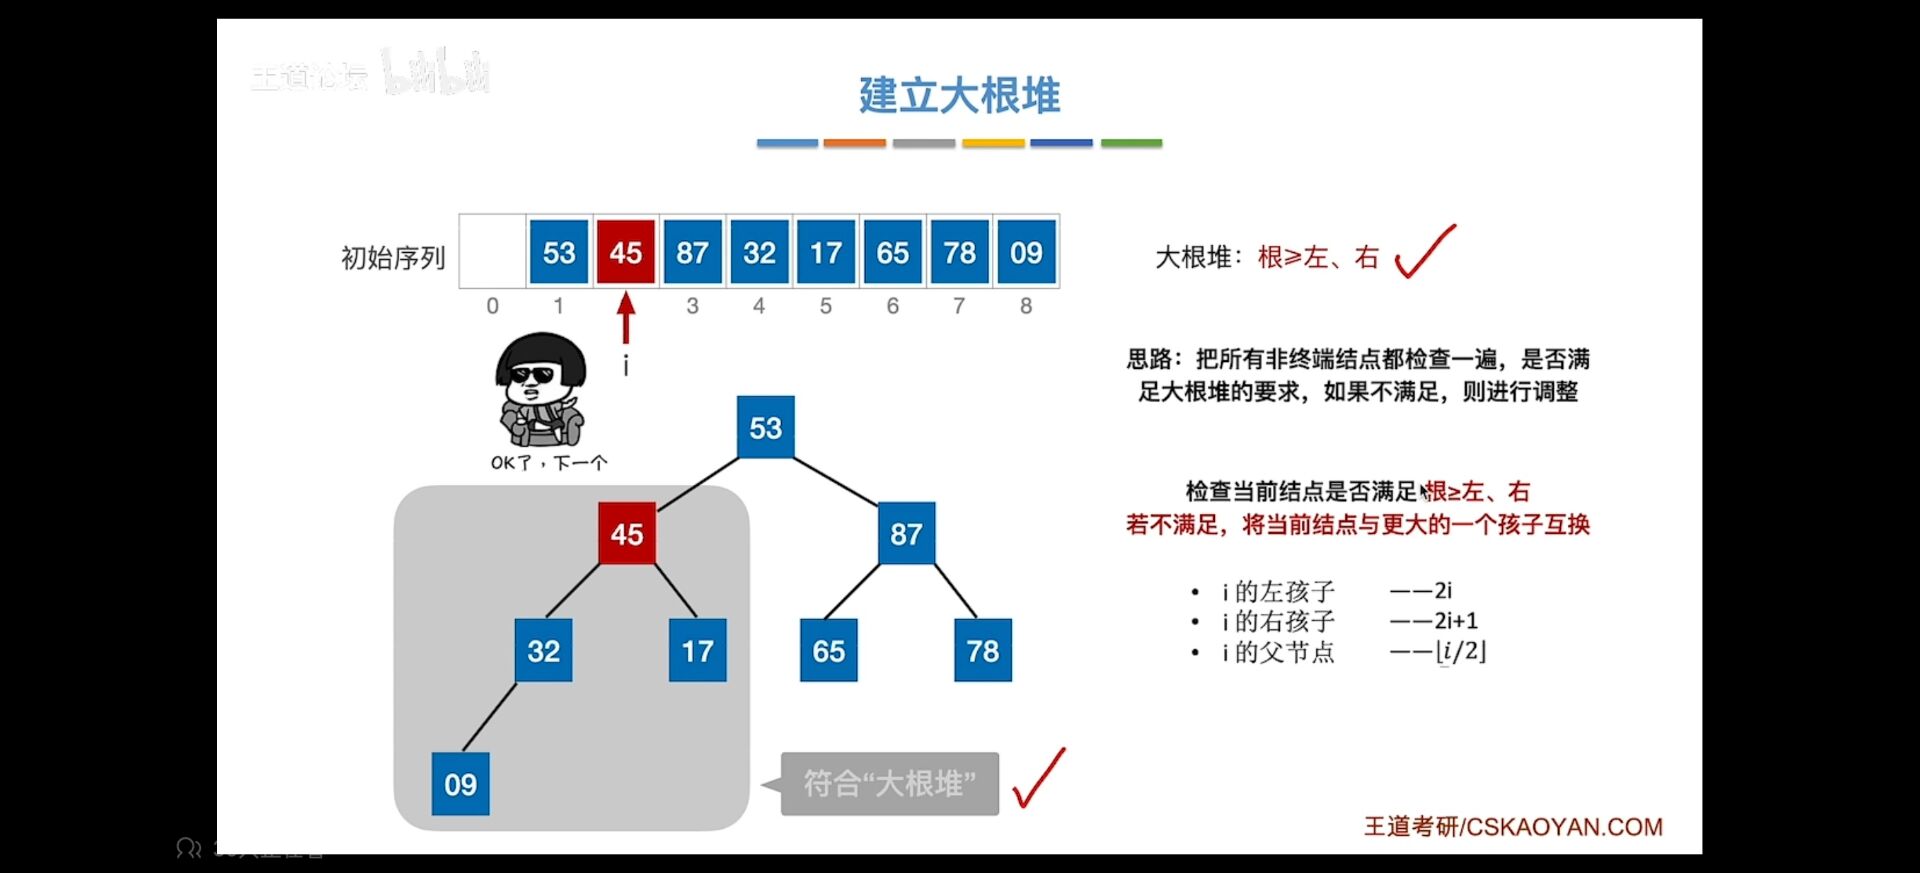 王道论坛 bilibili
建立大根堆
初始序列 53 45 87 32 17 65 78 09
0 1 3 4 5 6 7 8
i
大根堆：根≥左、右
思路：把所有非终端结点都检查一遍，是否满
足大根堆的要求，如果不满足，则进行调整
OK了，下一个
检查当前结点是否满足 根≥左、右
若不满足，将当前结点与更大的一个孩子互换
• i 的左孩子 ——2i
• i 的右孩子 ——2i+1
• i 的父节点 ——⌊i/2⌋
53
45 87
32 17 65 78
09
符合“大根堆”
王道考研/CSKAOYAN.COM